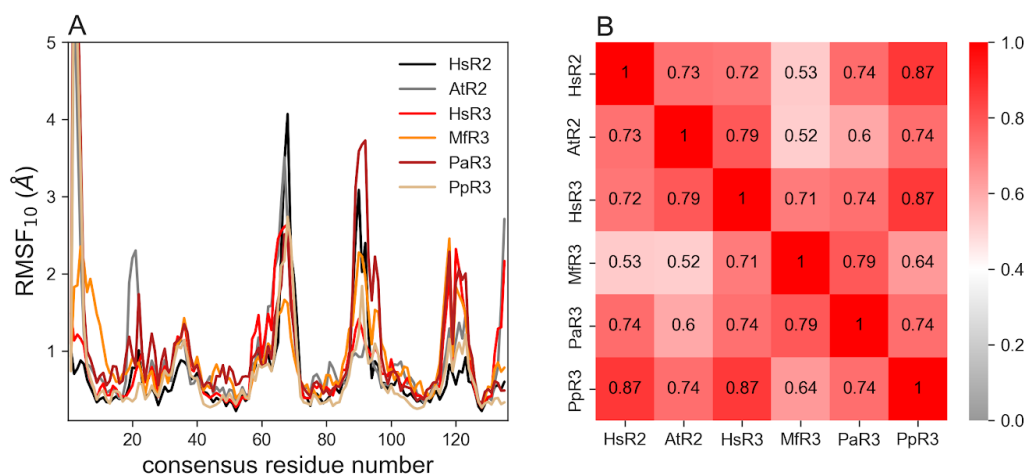 A
RMSF10 (Å)
5
4
3
2
1
20 40 60 80 100 120
consensus residue number
HsR2
AtR2
HsR3
MfR3
PaR3
PpR3
B
HsR2 1 0.73 0.72 0.53 0.74 0.87
AtR2 0.73 1 0.79 0.52 0.6 0.74
HsR3 0.72 0.79 1 0.71 0.74 0.87
MfR3 0.53 0.52 0.71 1 0.79 0.64
PaR3 0.74 0.6 0.74 0.79 1 0.74
PpR3 0.87 0.74 0.87 0.64 0.74 1
HsR2 AtR2 HsR3 MfR3 PaR3 PpR3
1.0
0.8
0.6
0.4
0.2
0.0